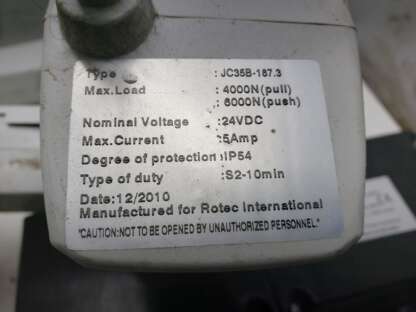 Type : JC35B-187.3
Max.Load : 4000N(pull)
: 6000N(push)
Nominal Voltage :24VDC
Max.Current :5Amp
Degree of protection:IP54
Type of duty :S2-10min
Date:12/2010
Manufactured for Rotec International
"CAUTION:NOT TO BE OPENED BY UNAUTHORIZED PERSONNEL."